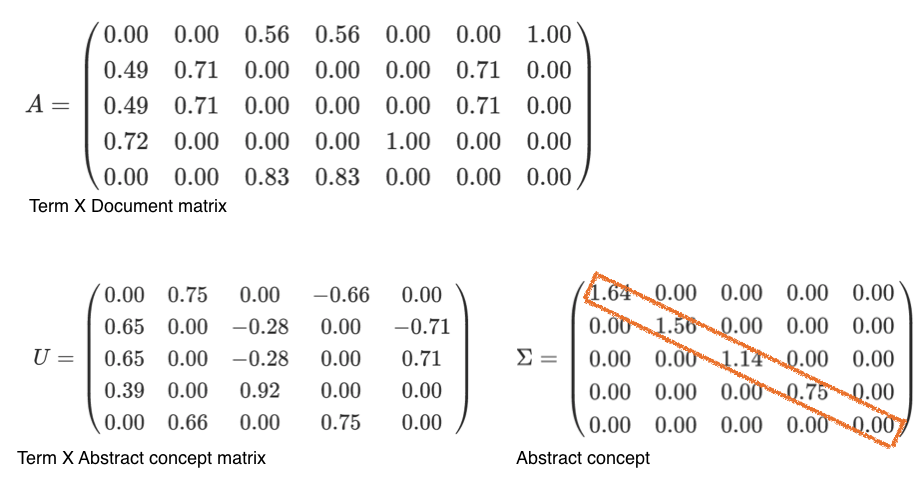 0.00 0.00 0.56 0.56 0.00 0.00 1.00
0.49 0.71 0.00 0.00 0.00 0.71 0.00
A = 0.49 0.71 0.00 0.00 0.00 0.71 0.00
0.72 0.00 0.00 0.00 1.00 0.00 0.00
0.00 0.00 0.83 0.83 0.00 0.00 0.00
Term X Document matrix
0.00 0.75 0.00 −0.66 0.00
0.65 0.00 −0.28 0.00 −0.71
U = 0.65 0.00 −0.28 0.00 0.71
0.39 0.00 0.92 0.00 0.00
0.00 0.66 0.00 0.75 0.00
Term X Abstract concept matrix
1.64 0.00 0.00 0.00 0.00
0.00 1.56 0.00 0.00 0.00
Σ = 0.00 0.00 1.14 0.00 0.00
0.00 0.00 0.00 0.75 0.00
0.00 0.00 0.00 0.00 0.00
Abstract concept